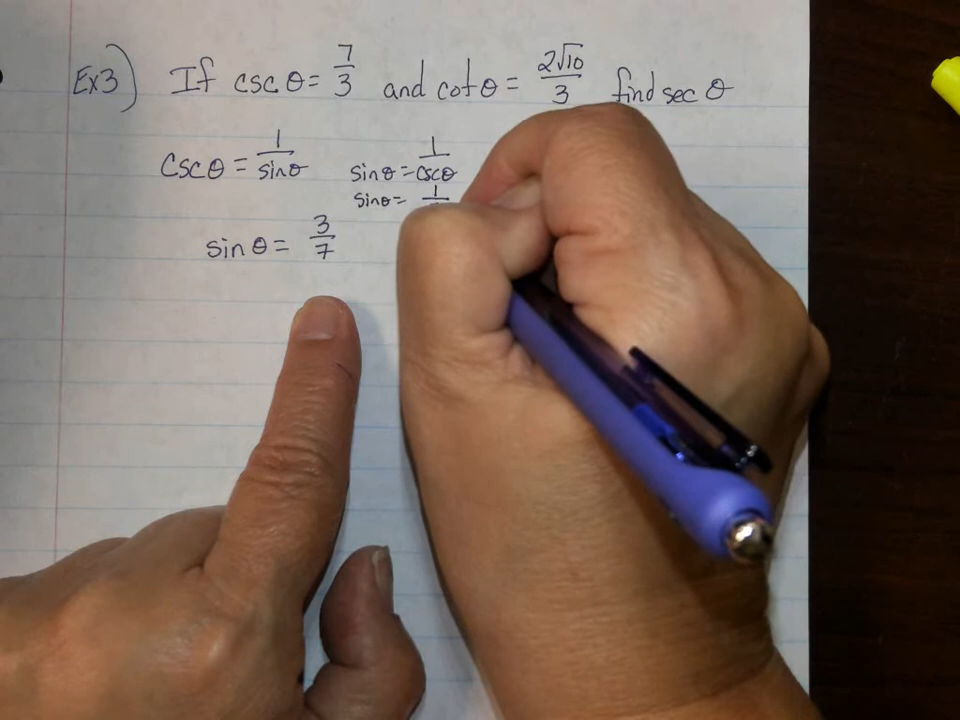 Ex3) If csc θ = 7/3 and cot θ = 2√10/3 find sec θ
csc θ = 1/sin θ
sin θ = 1/csc θ
sin θ = 1
sin θ = 3/7